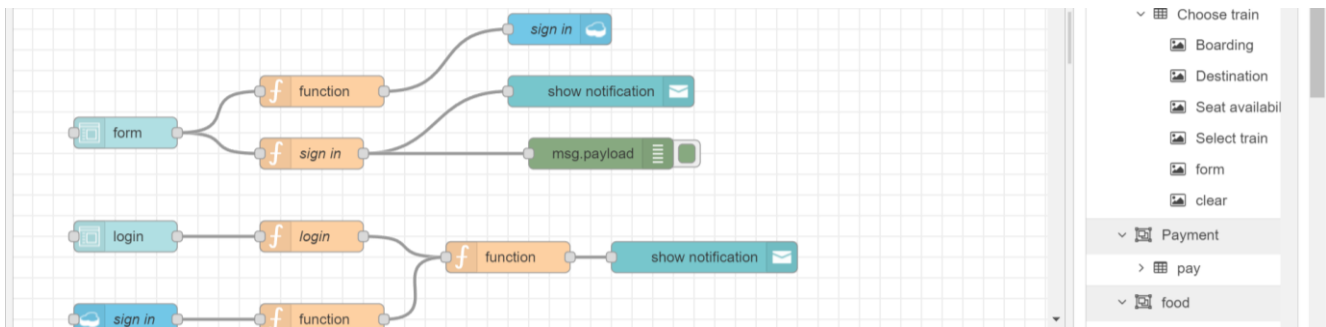 sign in
function
show notification
form
sign in
msg.payload
login
login
function
show notification
sign in
function
Choose train
Boarding
Destination
Seat availabil
Select train
form
clear
Payment
pay
food